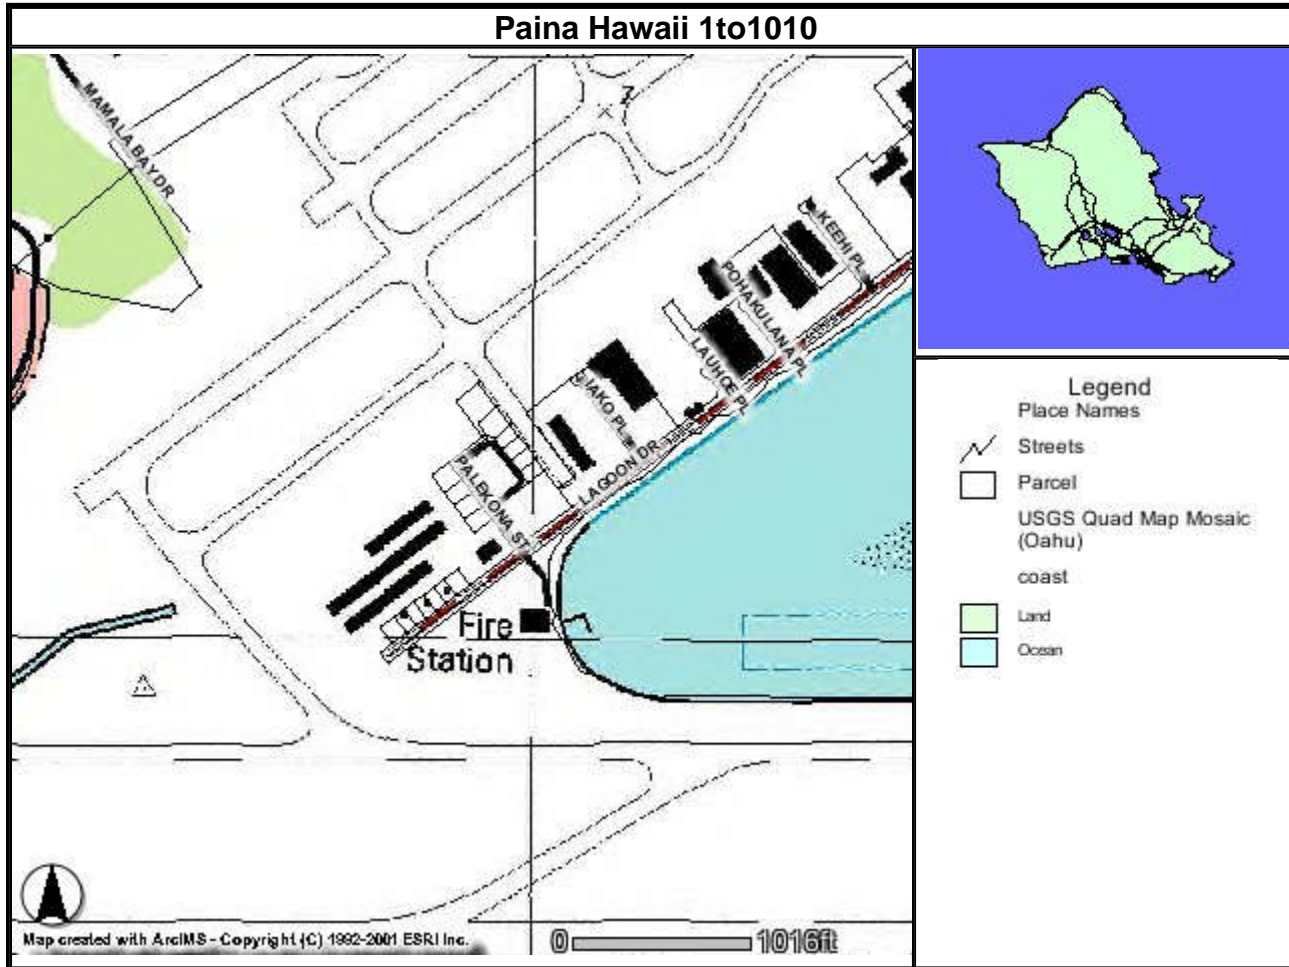 Paina Hawaii 1to1010
MAMALA BAY DR
7
KEEHI PL
POHAKULANA PL
LAUHOE PL
IAKO PL
LAGOON DR
PALEKONA ST
Fire
Station
Map created with ArcIMS - Copyright (C) 1992-2001 ESRI Inc.
0 1016ft
Legend
Place Names
Streets
Parcel
USGS Quad Map Mosaic
(Oahu)
coast
Land
Ocean